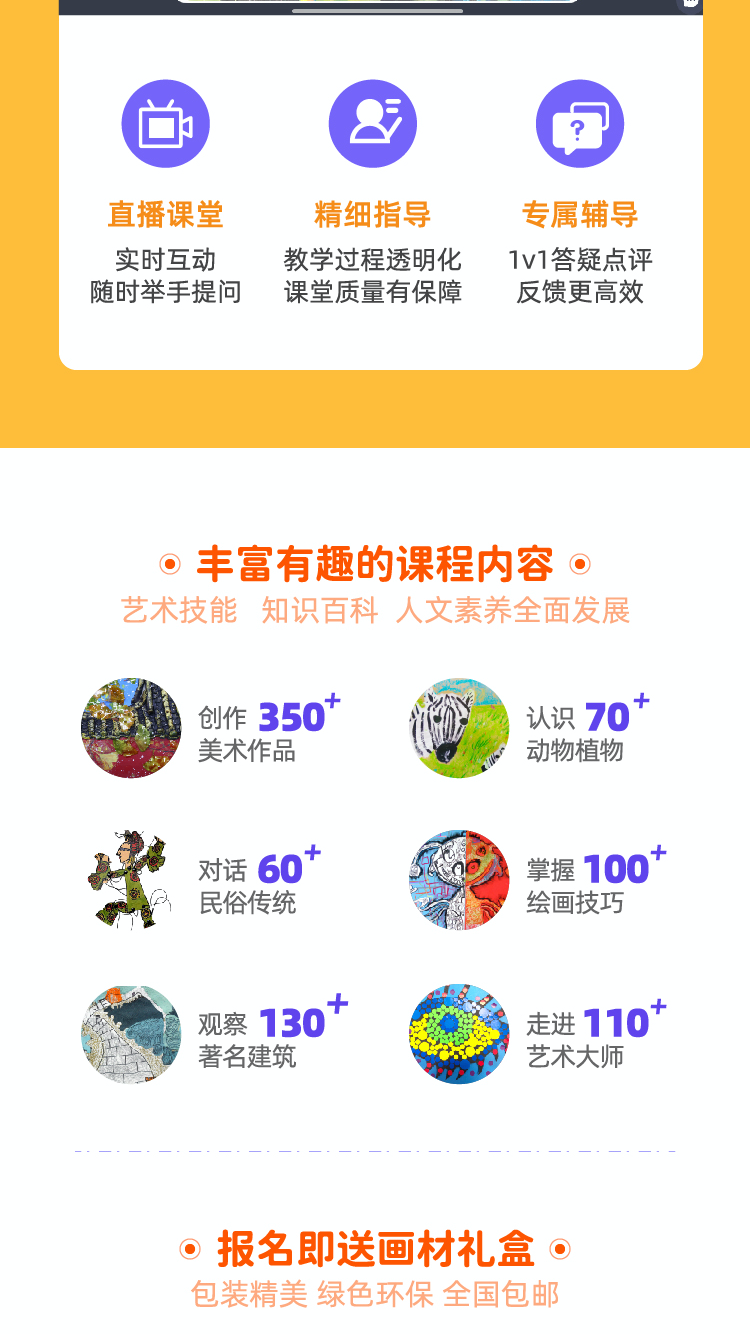 直播课堂
精细指导
专属辅导
实时互动
随时举手提问
教学过程透明化
课堂质量有保障
1v1答疑点评
反馈更高效
丰富有趣的课程内容
艺术技能 知识百科 人文素养全面发展
创作 350+
美术作品
认识 70+
动物植物
对话 60+
民俗传统
掌握 100+
绘画技巧
观察 130+
著名建筑
走进 110+
艺术大师
报名即送画材礼盒
包装精美 绿色环保 全国包邮